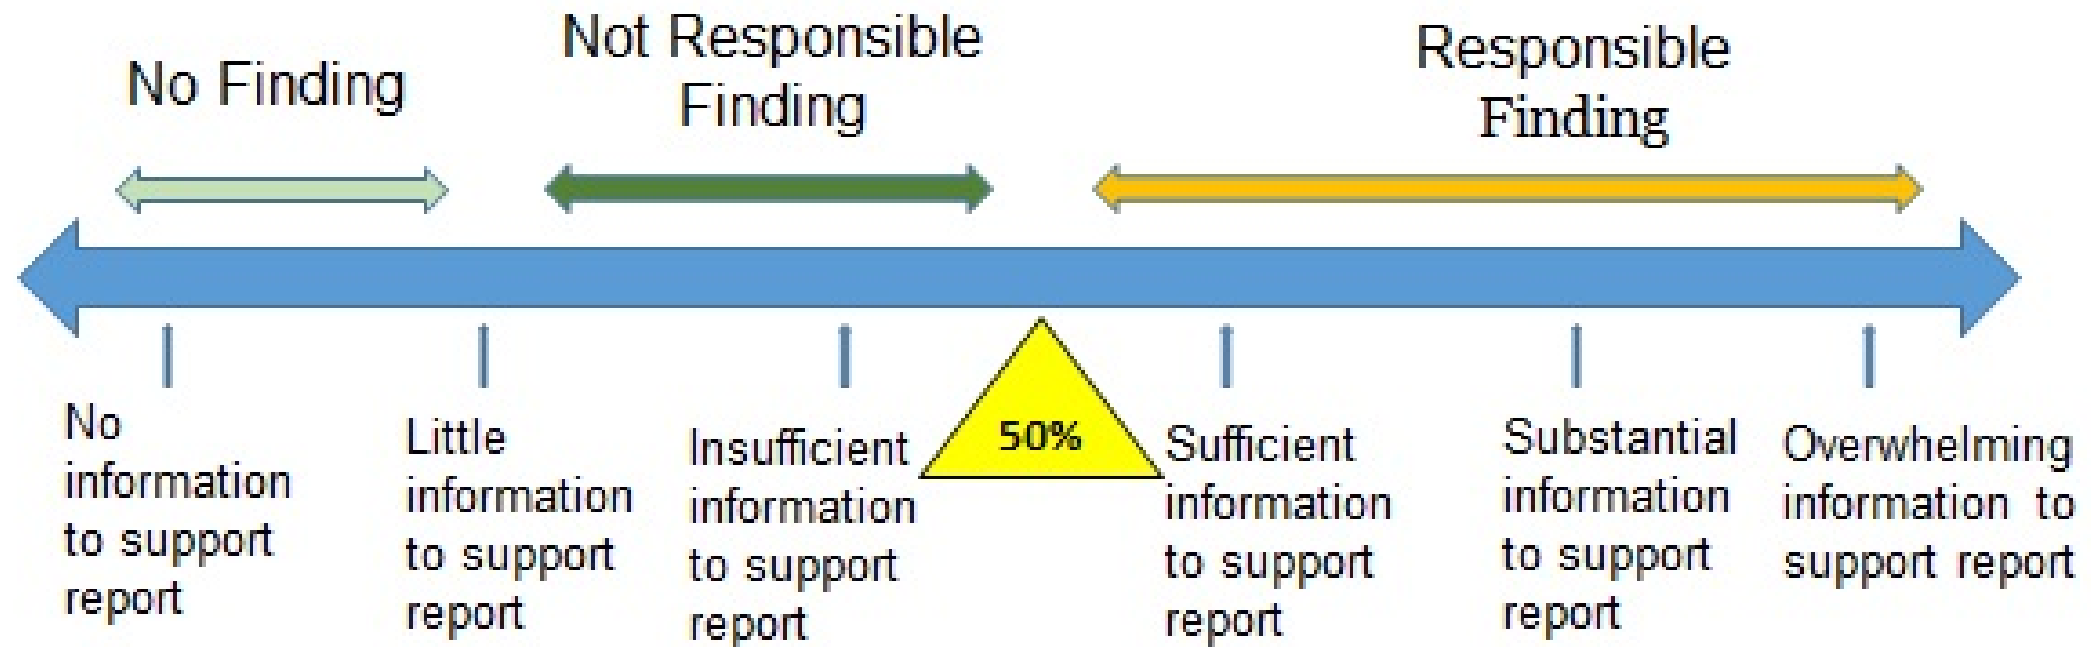 No Finding
Not Responsible
Finding
Responsible
Finding
No
information
to support
report
Little
information
to support
report
Insufficient
information
to support
report
50%
Sufficient
information
to support
report
Substantial
information
to support
report
Overwhelming
information to
support report